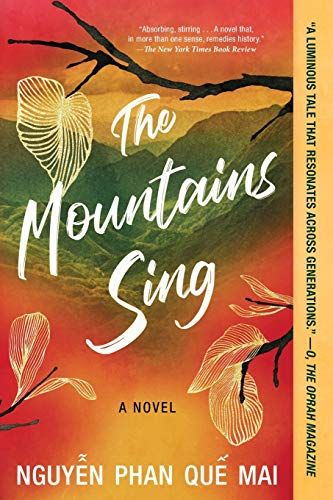 "Absorbing, stirring . . . A novel that,
in more than one sense, remedies history."
—The New York Times Book Review
The
Mountains
Sing
A NOVEL
NGUYỄN PHAN QUẾ MAI
"A LUMINOUS TALE THAT RESONATES ACROSS GENERATIONS." —O, THE OPRAH MAGAZINE